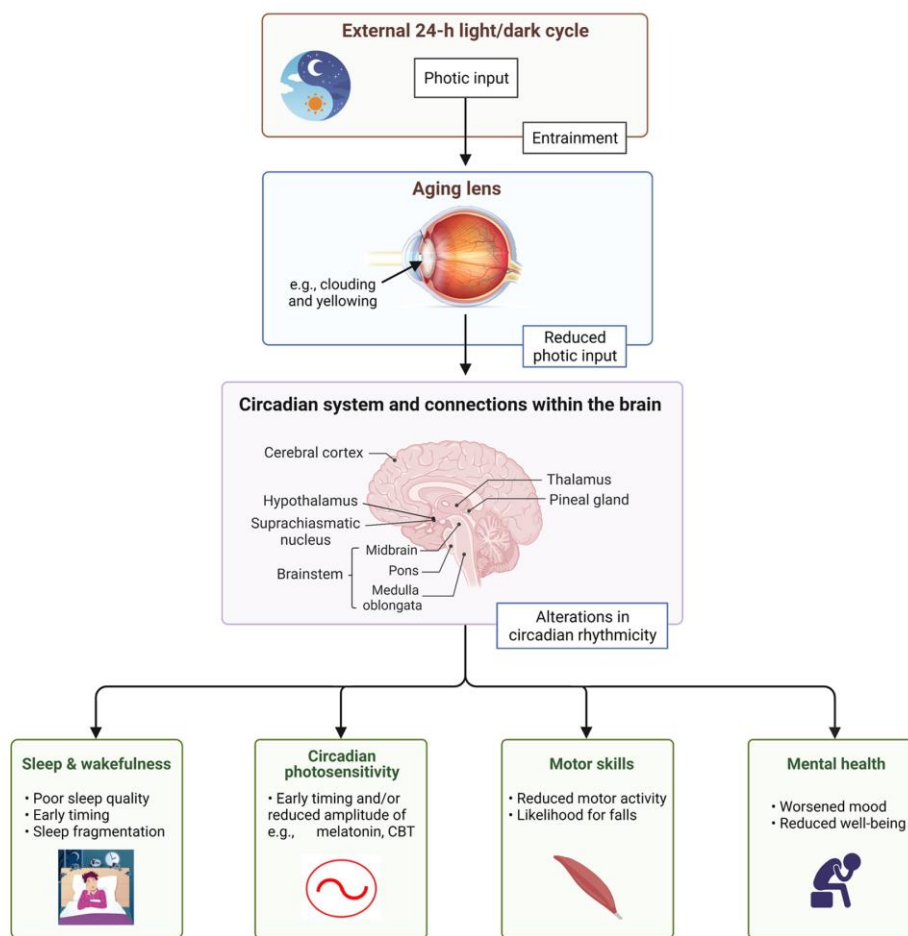 External 24-h light/dark cycle
Photic input
Entrainment
Aging lens
e.g., clouding
and yellowing
Reduced
photic input
Circadian system and connections within the brain
Cerebral cortex
Thalamus
Pineal gland
Hypothalamus
Suprachiasmatic
nucleus
Midbrain
Brainstem
Pons
Medulla
oblongata
Alterations in
circadian rhythmicity
Sleep & wakefulness
• Poor sleep quality
• Early timing
• Sleep fragmentation
Circadian
photosensitivity
• Early timing and/or
reduced amplitude of
e.g., melatonin, CBT
Motor skills
• Reduced motor activity
• Likelihood for falls
Mental health
• Worsened mood
• Reduced well-being